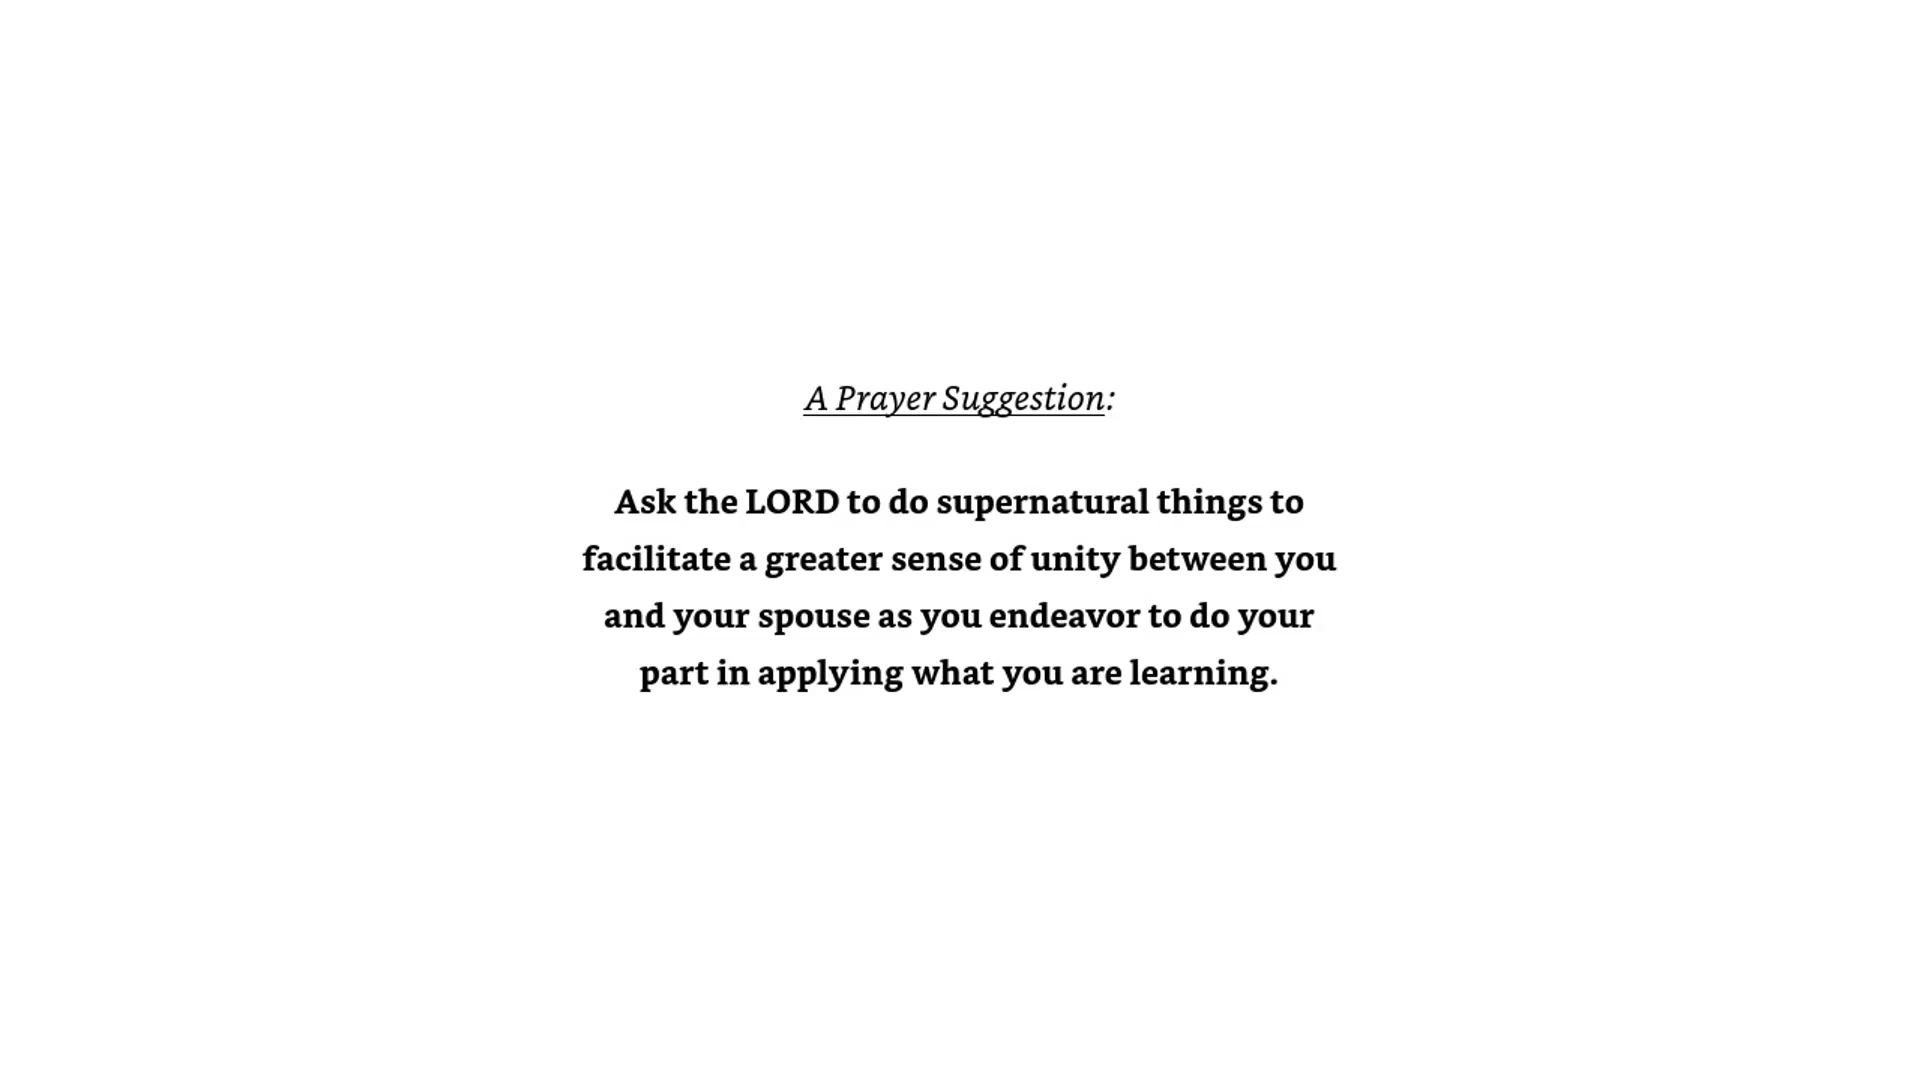 A Prayer Suggestion:
Ask the LORD to do supernatural things to
facilitate a greater sense of unity between you
and your spouse as you endeavor to do your
part in applying what you are learning.